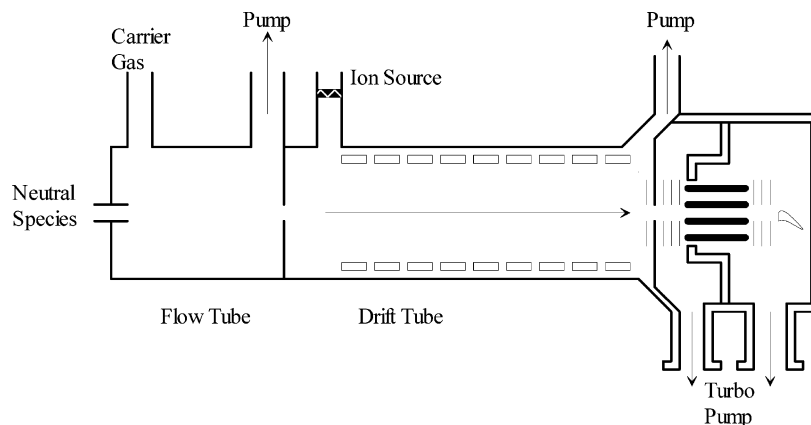 Pump
Pump
Carrier
Gas
Ion Source
Neutral
Species
Flow Tube
Drift Tube
Turbo
Pump